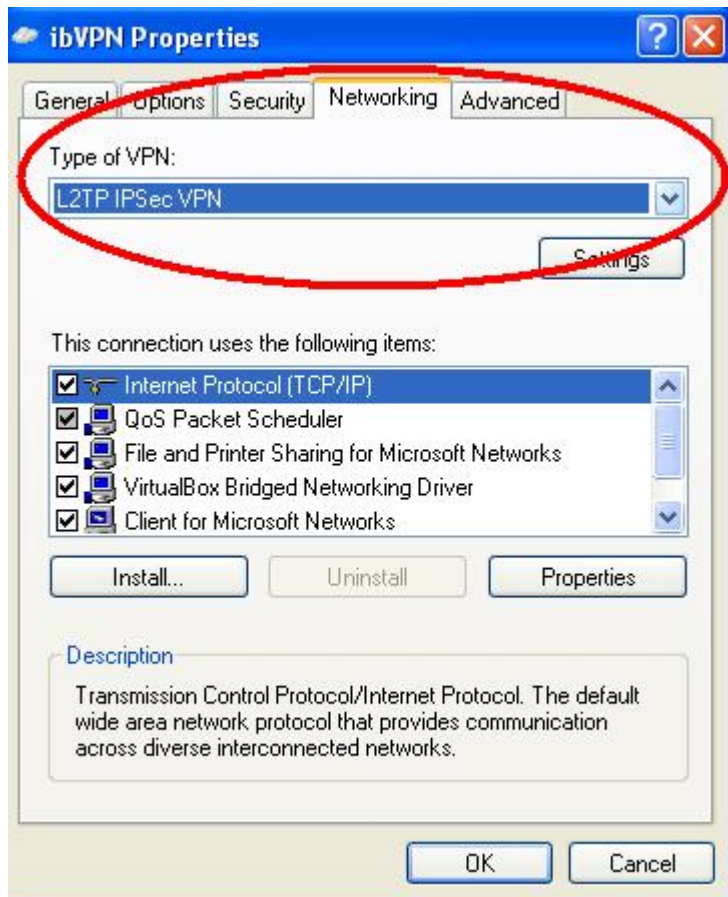 ibVPN Properties
General Options Security Networking Advanced
Type of VPN:
L2TP IPSec VPN
Settings
This connection uses the following items:
Internet Protocol (TCP/IP)
QoS Packet Scheduler
File and Printer Sharing for Microsoft Networks
VirtualBox Bridged Networking Driver
Client for Microsoft Networks
Install... Uninstall Properties
Description
Transmission Control Protocol/Internet Protocol. The default
wide area network protocol that provides communication
across diverse interconnected networks.
OK Cancel